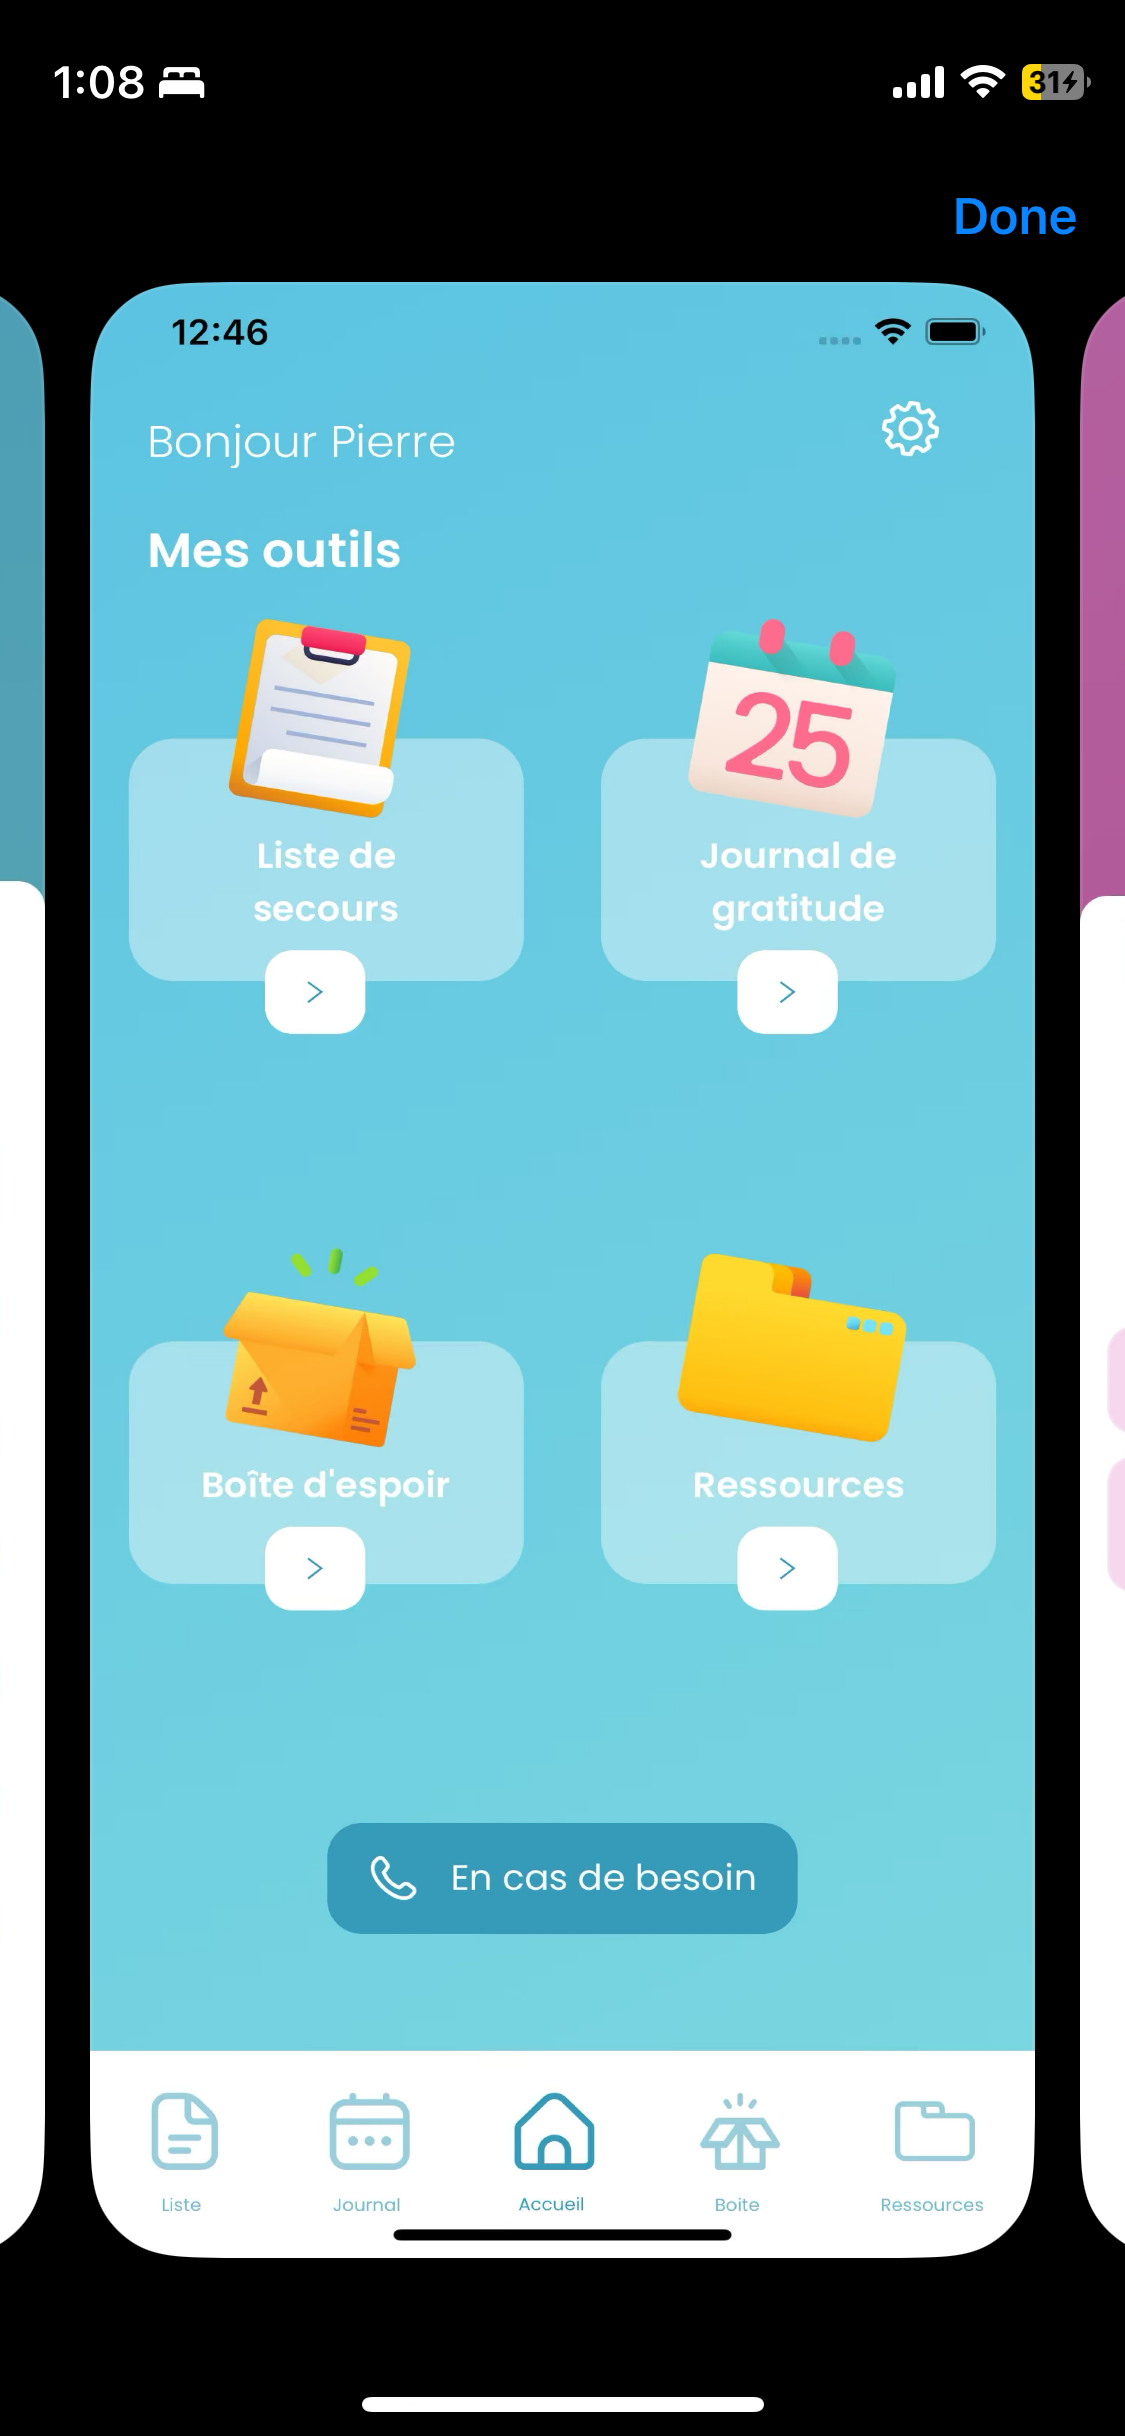 1:08
31
Done
12:46
Bonjour Pierre
Mes outils
25
Liste de
secours
Journal de
gratitude
Boîte d'espoir
Ressources
En cas de besoin
Liste
Journal
Accueil
Boite
Ressources